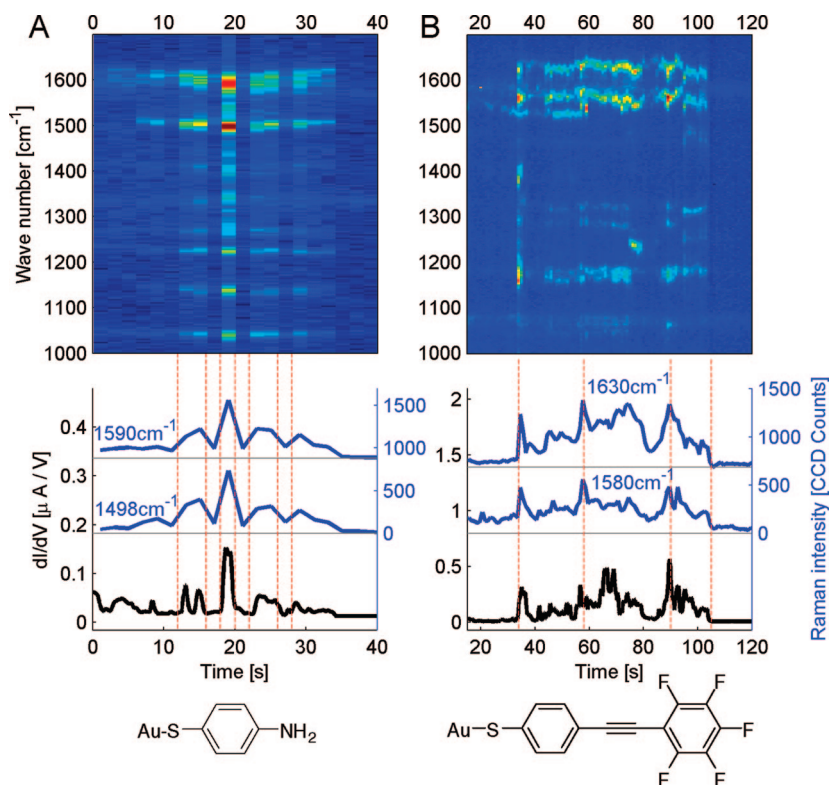 A
0 10 20 30 40
B
20 40 60 80 100 120
Wave number [cm⁻¹]
1600
1500
1400
1300
1200
1100
1000
1600
1500
1400
1300
1200
1100
1000
dI/dV [μ A / V]
0.4
0.3
0.2
0.1
0
1590cm⁻¹
1498cm⁻¹
1500
1000
500
0
0 10 20 30 40
Time [s]
2
1.5
1
0.5
0
1630cm⁻¹
1580cm⁻¹
1500
1000
500
0
Raman intensity [CCD Counts]
20 40 60 80 100 120
Time [s]
Au-S
NH₂
Au
S
F F
F
F F